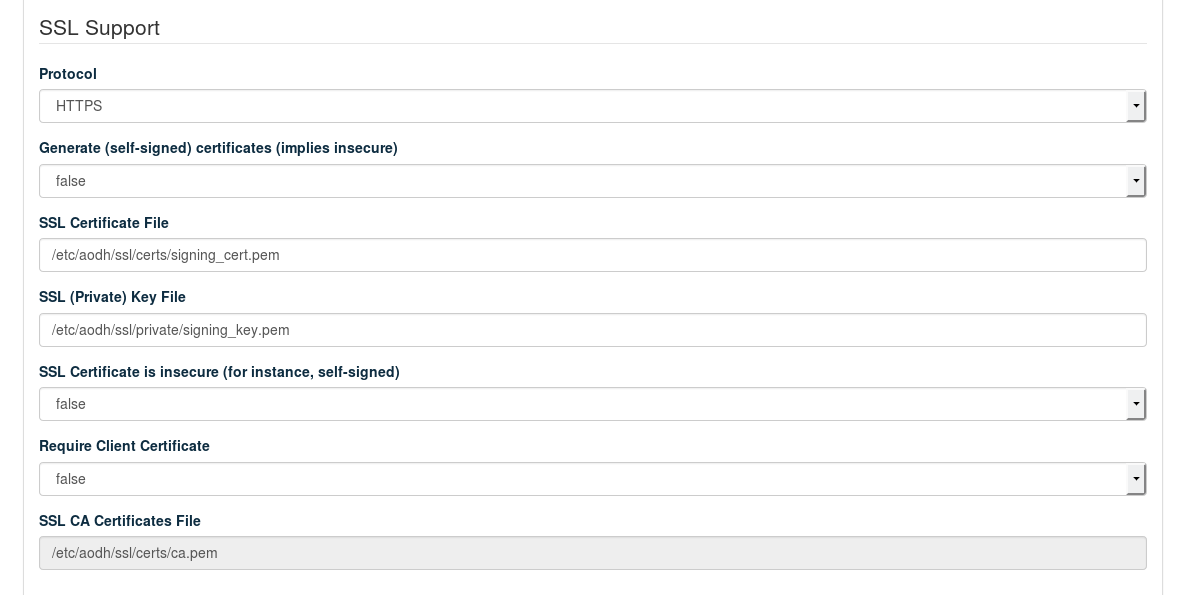 SSL Support
Protocol
HTTPS
Generate (self-signed) certificates (implies insecure)
false
SSL Certificate File
/etc/aodh/ssl/certs/signing_cert.pem
SSL (Private) Key File
/etc/aodh/ssl/private/signing_key.pem
SSL Certificate is insecure (for instance, self-signed)
false
Require Client Certificate
false
SSL CA Certificates File
/etc/aodh/ssl/certs/ca.pem